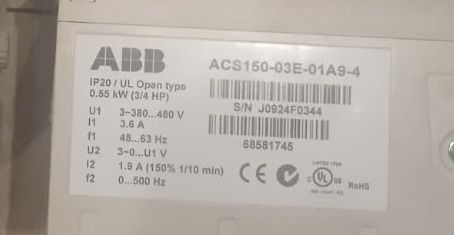 ABB
ACS150-03E-01A9-4
IP20 / UL Open type
0.55 kW (3/4 HP)
S/N J0924F0344
U1 3~380...480 V
I1 3.6 A
f1 48...63 Hz
68581745
U2 3~0...U1 V
I2 1.9 A (150% 1/10 min)
f2 0...500 Hz
CE
C UL US
RoHS